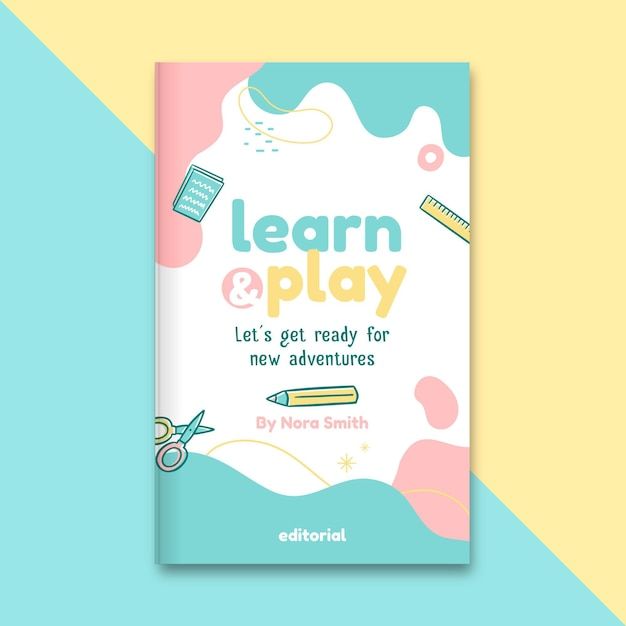 learn
&play
Let's get ready for
new adventures
By Nora Smith
editorial